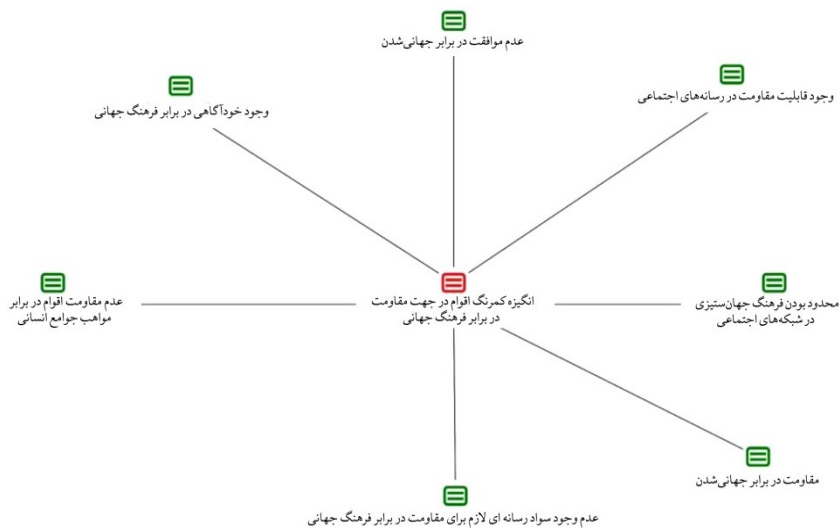 عدم موافقت در برابر جهانی‌شدن
وجود قابلیت مقاومت در رسانه‌های اجتماعی
وجود خودآگاهی در برابر فرهنگ جهانی
محدود بودن فرهنگ جهان‌ستیزی
در شبکه‌های اجتماعی
انگیزه کمرنگ اقوام در جهت مقاومت
در برابر فرهنگ جهانی
عدم مقاومت اقوام در برابر
مواهب جوامع انسانی
مقاومت در برابر جهانی‌شدن
عدم وجود سواد رسانه ای لازم برای مقاومت در برابر فرهنگ جهانی